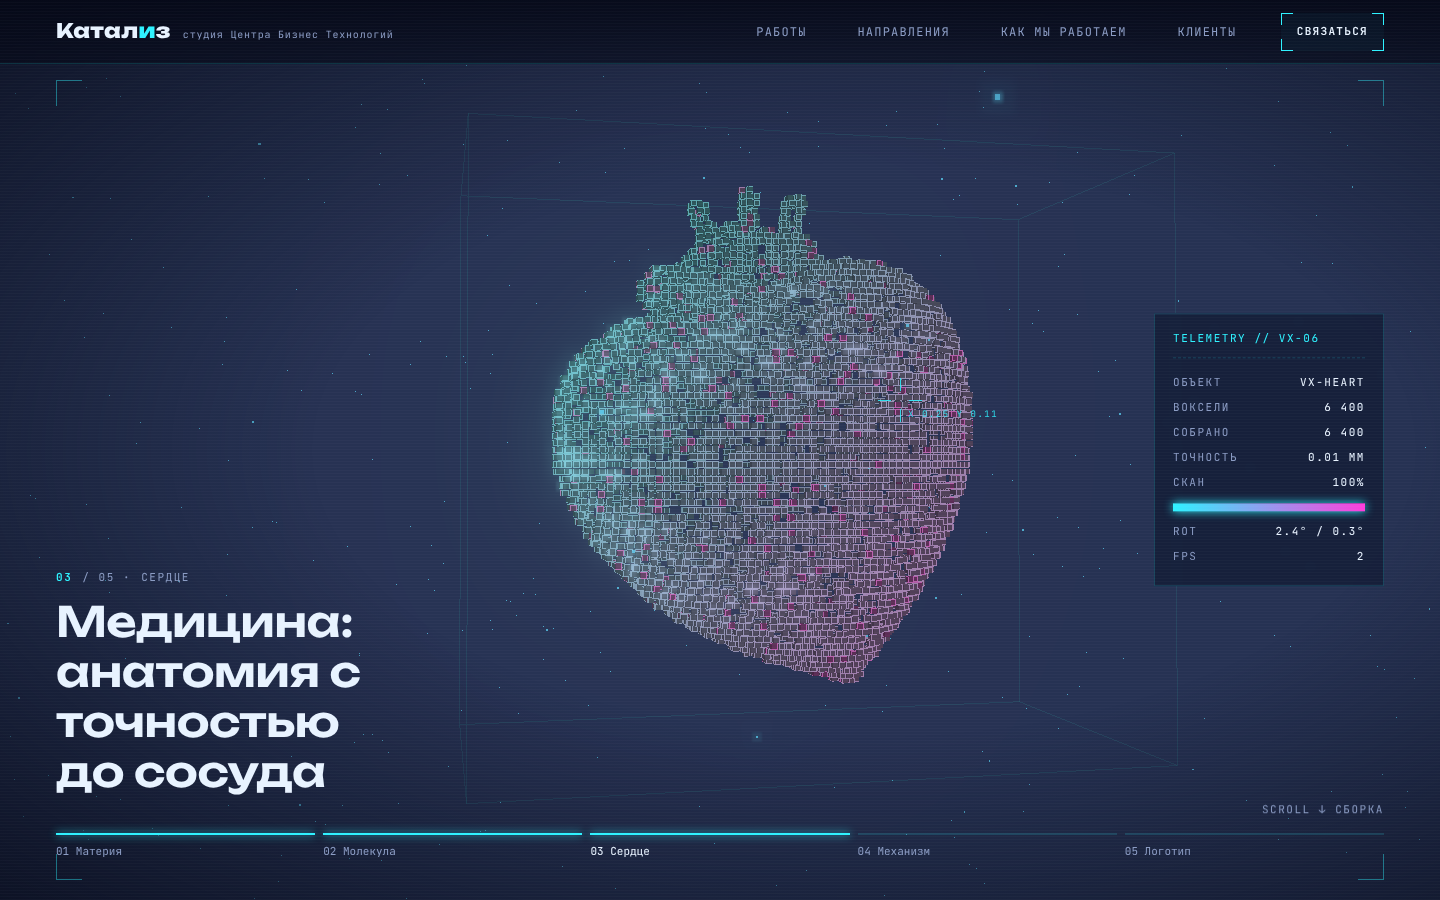 Катализ
студия Центра Бизнес Технологий
РАБОТЫ
НАПРАВЛЕНИЯ
КАК МЫ РАБОТАЕМ
КЛИЕНТЫ
СВЯЗАТЬСЯ
TELEMETRY // VX-06
ОБЪЕКТ VX-HEART
ВОКСЕЛИ 6 400
СОБРАНО 6 400
ТОЧНОСТЬ 0.01 ММ
СКАН 100%
ROT 2.4° / 0.3°
FPS 2
03 / 05 · СЕРДЦЕ
Медицина:
анатомия с
точностью
до сосуда
SCROLL ↓ СБОРКА
01 Материя
02 Молекула
03 Сердце
04 Механизм
05 Логотип